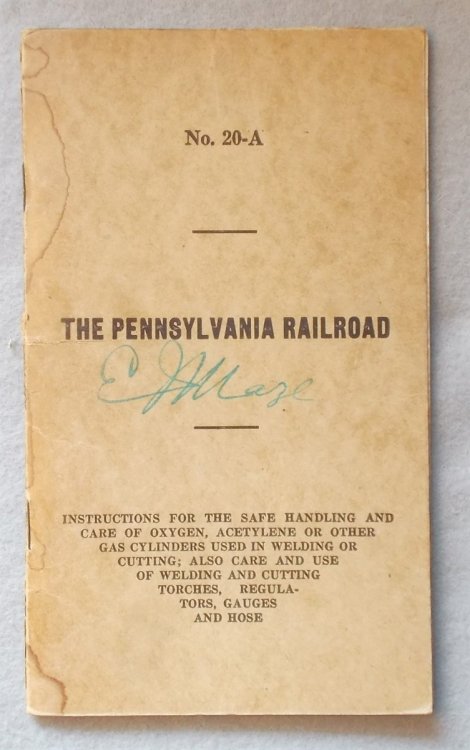 No. 20-A
THE PENNSYLVANIA RAILROAD
E J Maze
INSTRUCTIONS FOR THE SAFE HANDLING AND
CARE OF OXYGEN, ACETYLENE OR OTHER
GAS CYLINDERS USED IN WELDING OR
CUTTING; ALSO CARE AND USE
OF WELDING AND CUTTING
TORCHES, REGULA-
TORS, GAUGES
AND HOSE